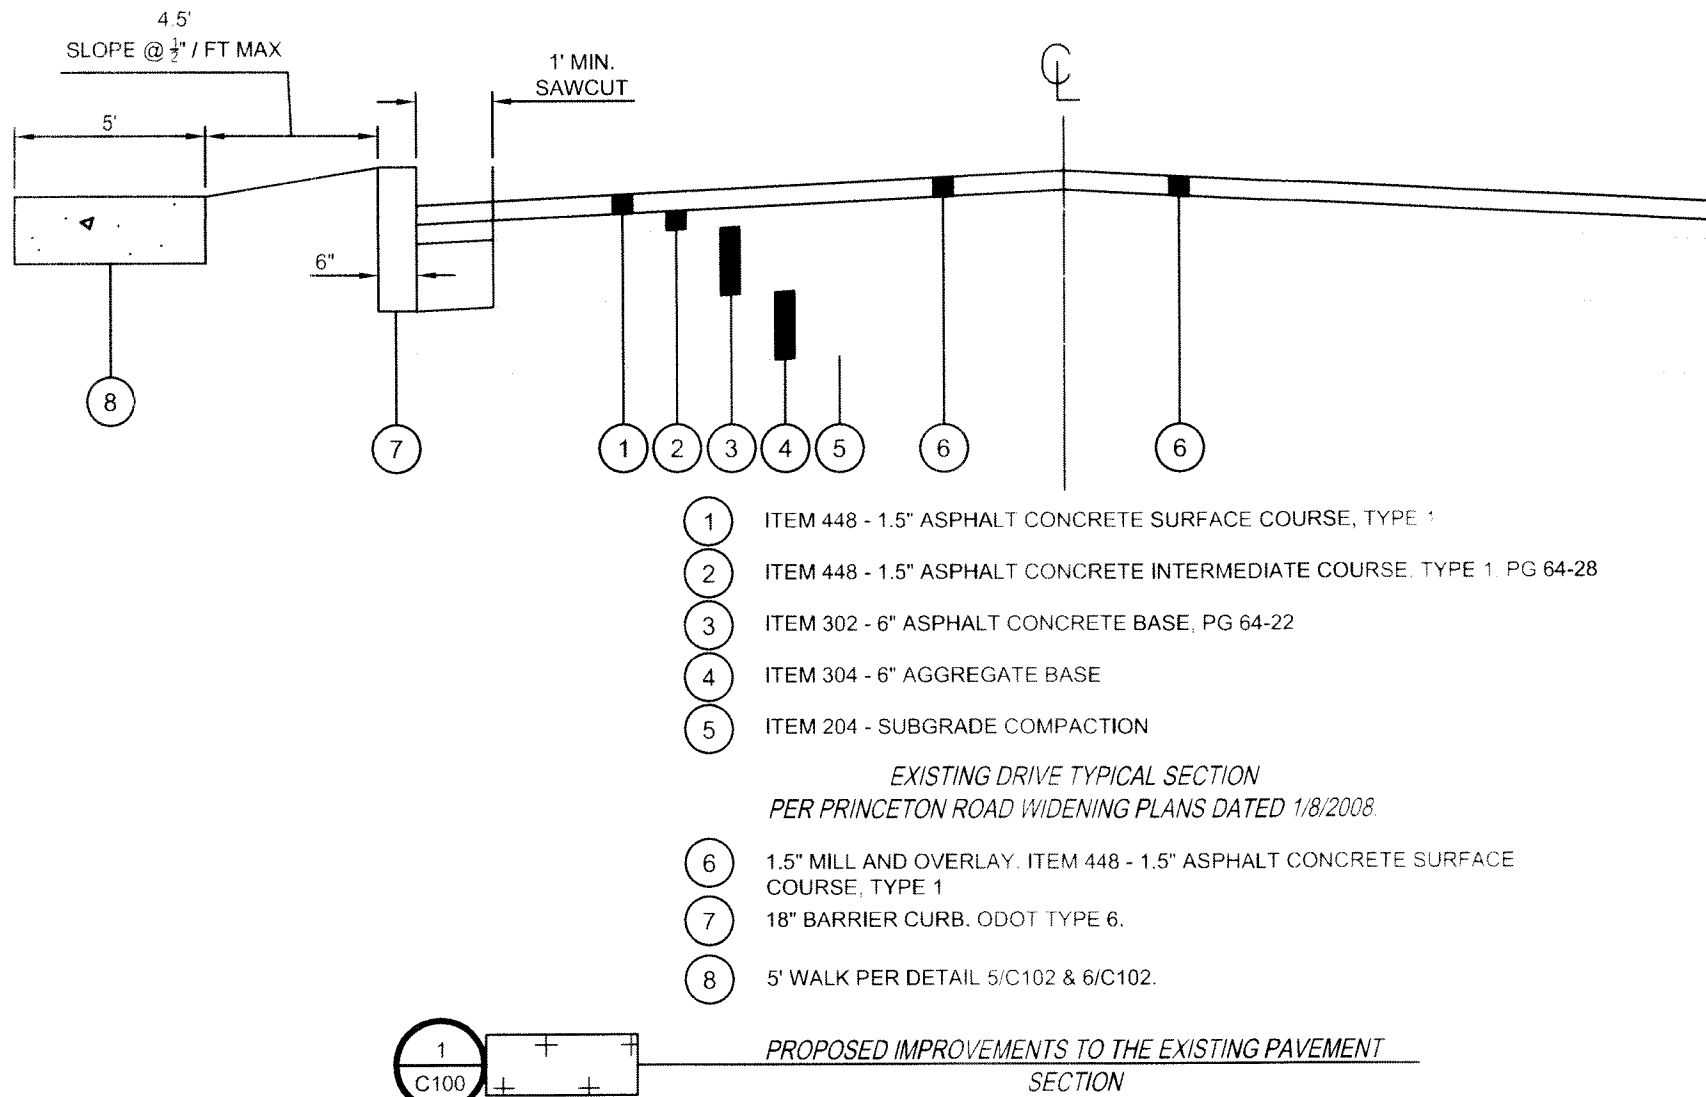 4.5'
SLOPE @ ½" / FT MAX
1' MIN.
SAWCUT
5'
℄
6"
8
7
1
2
3
4
5
6
6
1 ITEM 448 - 1.5" ASPHALT CONCRETE SURFACE COURSE, TYPE 1
2 ITEM 448 - 1.5" ASPHALT CONCRETE INTERMEDIATE COURSE, TYPE 1, PG 64-28
3 ITEM 302 - 6" ASPHALT CONCRETE BASE, PG 64-22
4 ITEM 304 - 6" AGGREGATE BASE
5 ITEM 204 - SUBGRADE COMPACTION
EXISTING DRIVE TYPICAL SECTION
PER PRINCETON ROAD WIDENING PLANS DATED 1/8/2008.
6 1.5" MILL AND OVERLAY. ITEM 448 - 1.5" ASPHALT CONCRETE SURFACE
COURSE, TYPE 1
7 18" BARRIER CURB. ODOT TYPE 6.
8 5' WALK PER DETAIL 5/C102 & 6/C102.
1
C100
PROPOSED IMPROVEMENTS TO THE EXISTING PAVEMENT
SECTION